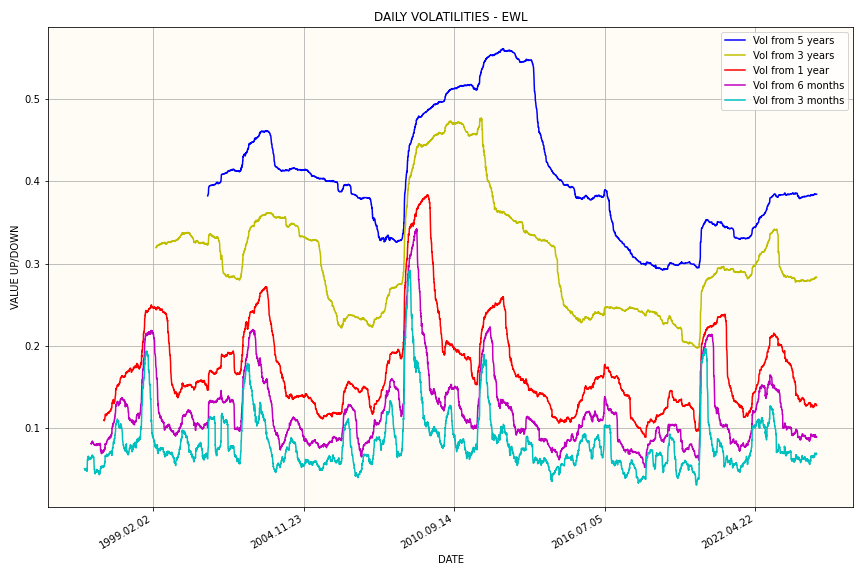 DAILY VOLATILITIES - EWL
Vol from 5 years
Vol from 3 years
Vol from 1 year
Vol from 6 months
Vol from 3 months
VALUE UP/DOWN
0.5
0.4
0.3
0.2
0.1
1999.02.02
2004.11.23
2010.09.14
2016.07.05
2022.04.22
DATE